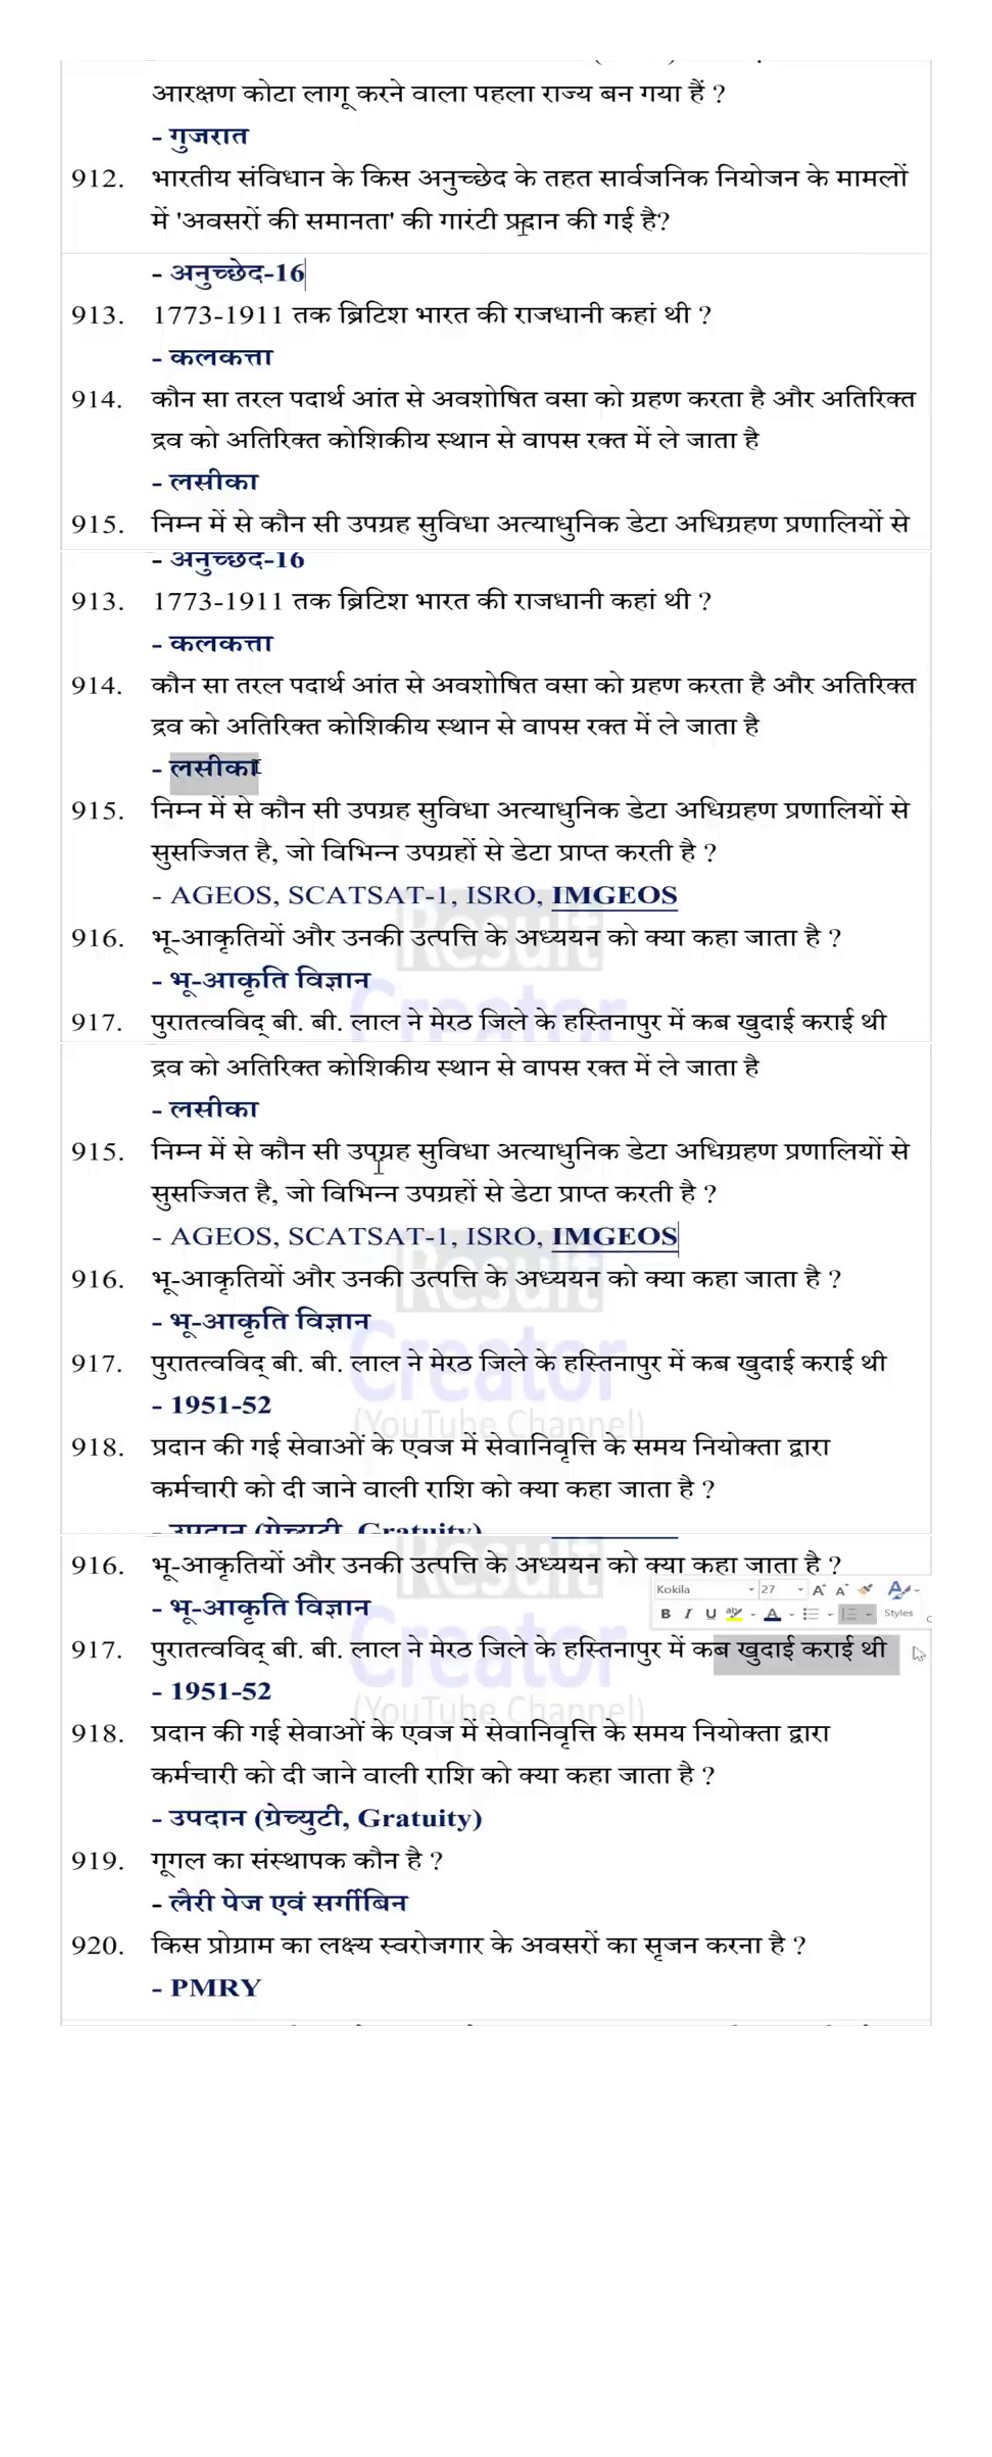 आरक्षण कोटा लागू करने वाला पहला राज्य बन गया हैं ?
- गुजरात
912. भारतीय संविधान के किस अनुच्छेद के तहत सार्वजनिक नियोजन के मामलों
में 'अवसरों की समानता' की गारंटी प्रदान की गई है?
- अनुच्छेद-16
913. 1773-1911 तक ब्रिटिश भारत की राजधानी कहां थी ?
- कलकत्ता
914. कौन सा तरल पदार्थ आंत से अवशोषित वसा को ग्रहण करता है और अतिरिक्त
द्रव को अतिरिक्त कोशिकीय स्थान से वापस रक्त में ले जाता है
- लसीका
915. निम्न में से कौन सी उपग्रह सुविधा अत्याधुनिक डेटा अधिग्रहण प्रणालियों से
- अनुच्छेद-16
913. 1773-1911 तक ब्रिटिश भारत की राजधानी कहां थी ?
- कलकत्ता
914. कौन सा तरल पदार्थ आंत से अवशोषित वसा को ग्रहण करता है और अतिरिक्त
द्रव को अतिरिक्त कोशिकीय स्थान से वापस रक्त में ले जाता है
- लसीका
915. निम्न में से कौन सी उपग्रह सुविधा अत्याधुनिक डेटा अधिग्रहण प्रणालियों से
सुसज्जित है, जो विभिन्न उपग्रहों से डेटा प्राप्त करती है ?
- AGEOS, SCATSAT-1, ISRO, IMGEOS
Result
916. भू-आकृतियों और उनकी उत्पत्ति के अध्ययन को क्या कहा जाता है ?
- भू-आकृति विज्ञान
Creator
917. पुरातत्वविद् बी. बी. लाल ने मेरठ जिले के हस्तिनापुर में कब खुदाई कराई थी
द्रव को अतिरिक्त कोशिकीय स्थान से वापस रक्त में ले जाता है
- लसीका
915. निम्न में से कौन सी उपग्रह सुविधा अत्याधुनिक डेटा अधिग्रहण प्रणालियों से
सुसज्जित है, जो विभिन्न उपग्रहों से डेटा प्राप्त करती है ?
- AGEOS, SCATSAT-1, ISRO, IMGEOS
Result
916. भू-आकृतियों और उनकी उत्पत्ति के अध्ययन को क्या कहा जाता है ?
- भू-आकृति विज्ञान
Creator
917. पुरातत्वविद् बी. बी. लाल ने मेरठ जिले के हस्तिनापुर में कब खुदाई कराई थी
- 1951-52
(YouTube Channel)
918. प्रदान की गई सेवाओं के एवज में सेवानिवृत्ति के समय नियोक्ता द्वारा
कर्मचारी को दी जाने वाली राशि को क्या कहा जाता है ?
- उपदान (ग्रेच्युटी, Gratuity)
Result
916. भू-आकृतियों और उनकी उत्पत्ति के अध्ययन को क्या कहा जाता है ?
Kokila 27
- भू-आकृति विज्ञान
B I U Styles
Creator
917. पुरातत्वविद् बी. बी. लाल ने मेरठ जिले के हस्तिनापुर में कब खुदाई कराई थी
- 1951-52
(YouTube Channel)
918. प्रदान की गई सेवाओं के एवज में सेवानिवृत्ति के समय नियोक्ता द्वारा
कर्मचारी को दी जाने वाली राशि को क्या कहा जाता है ?
- उपदान (ग्रेच्युटी, Gratuity)
919. गूगल का संस्थापक कौन है ?
- लैरी पेज एवं सर्गीबिन
920. किस प्रोग्राम का लक्ष्य स्वरोजगार के अवसरों का सृजन करना है ?
- PMRY